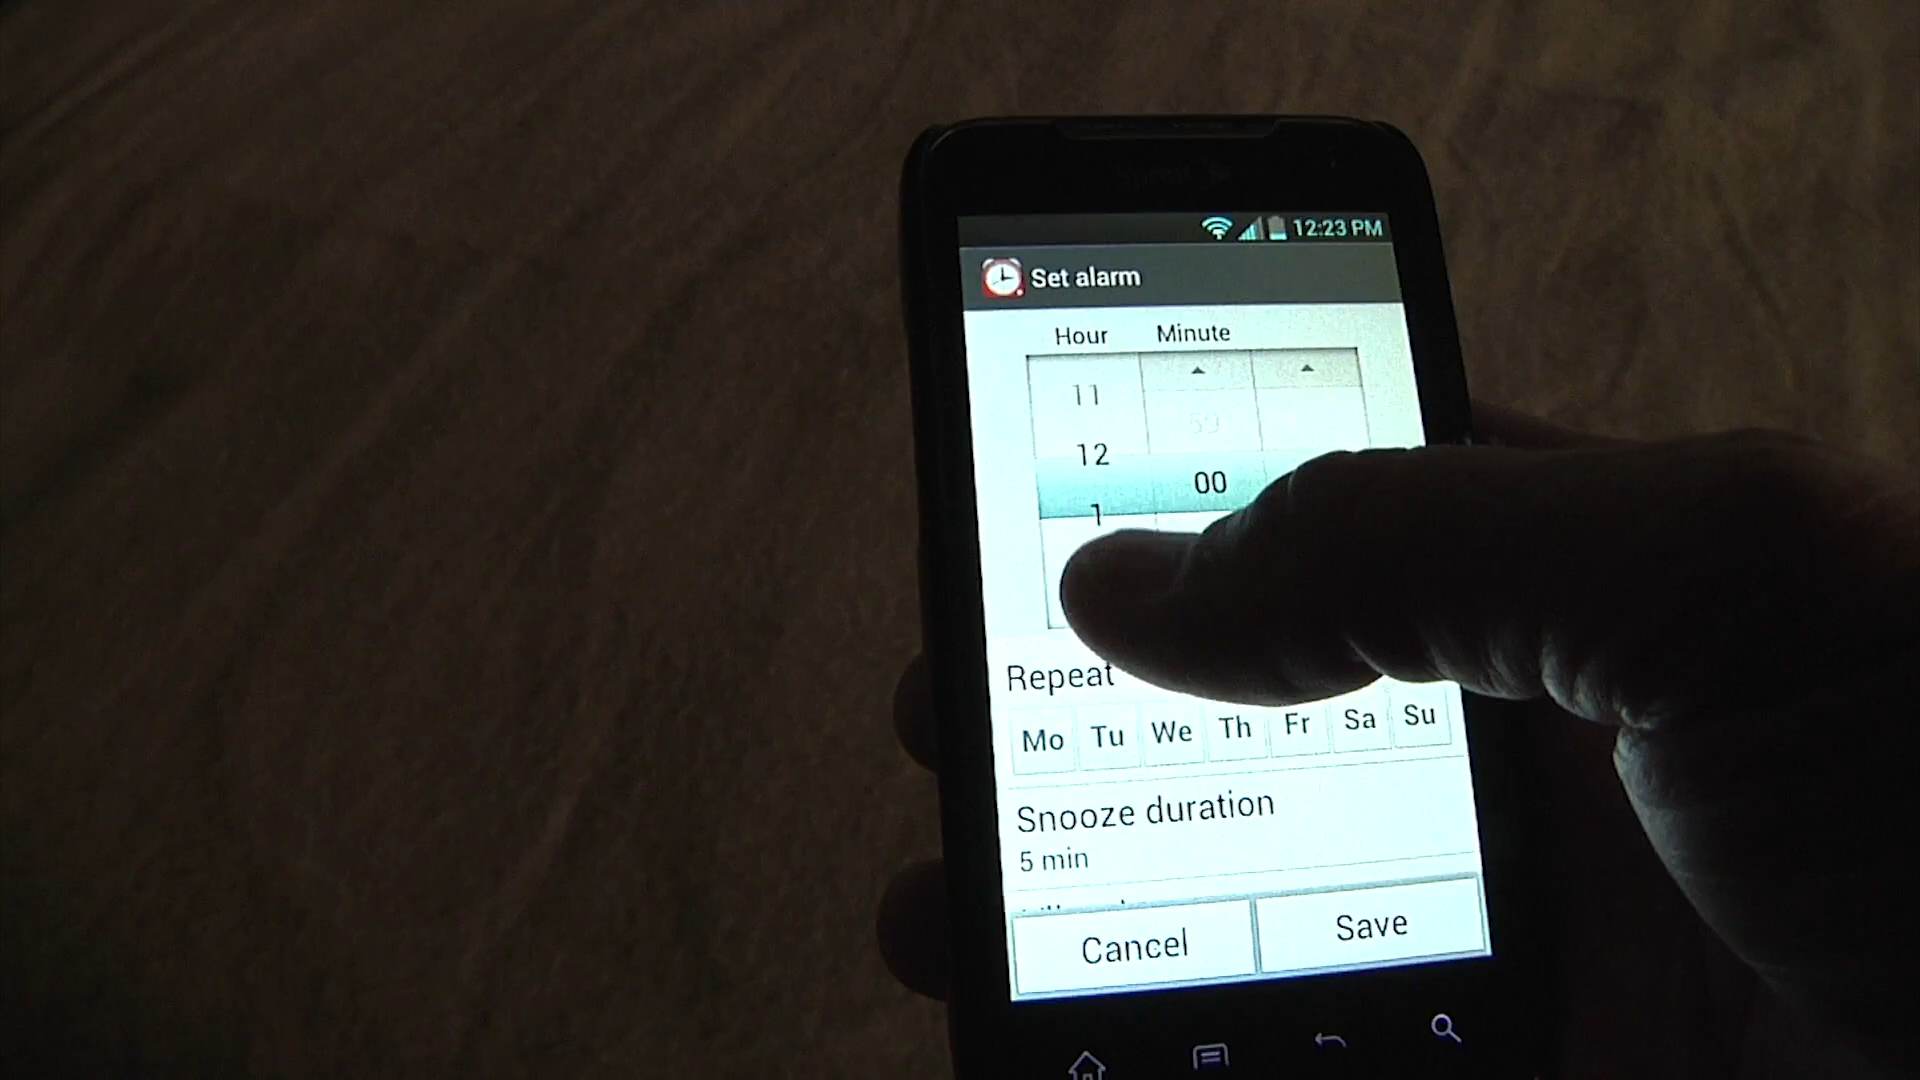 12:23 PM
Set alarm
Hour Minute
11
59
12
00
1
Repeat
Mo Tu We Th Fr Sa Su
Snooze duration
5 min
Cancel Save